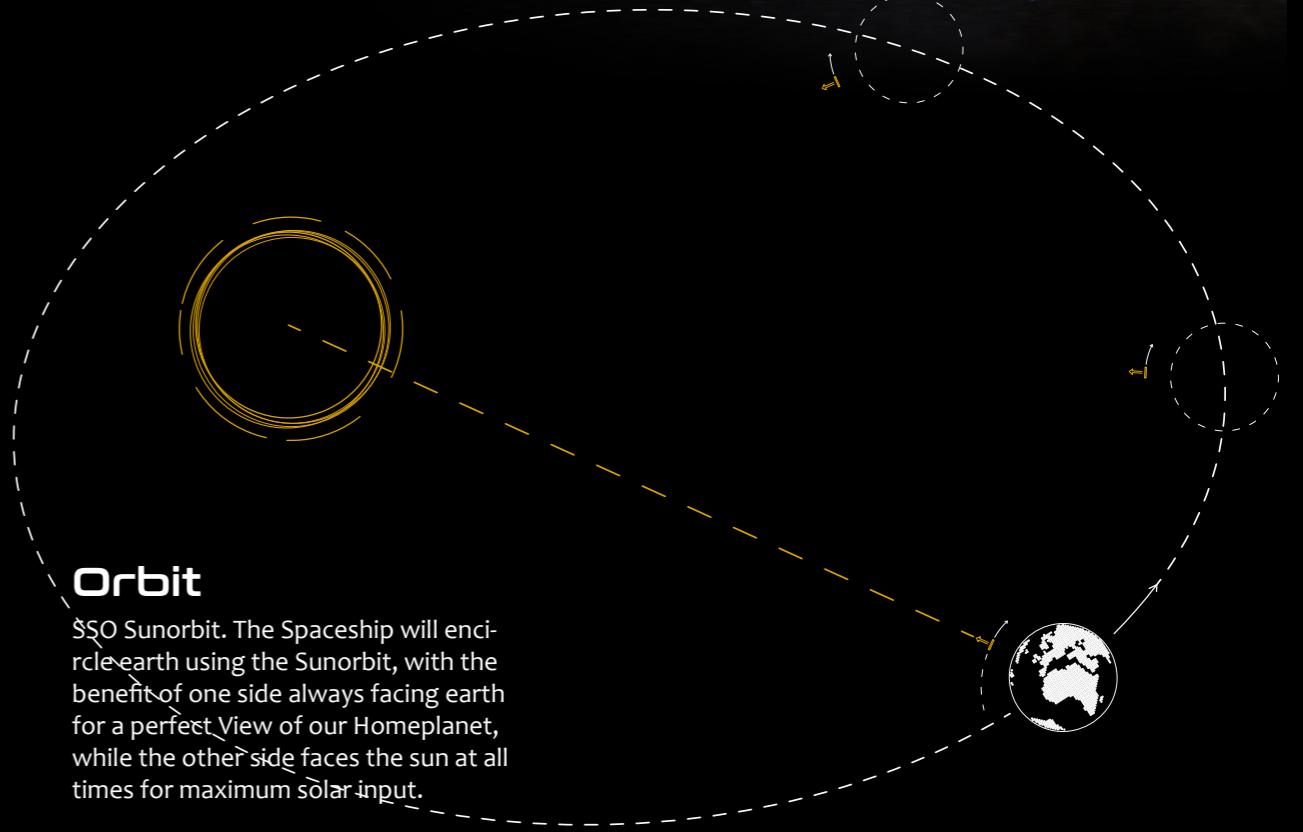 Orbit
SSO Sunorbit. The Spaceship will enci-
rcle earth using the Sunorbit, with the
benefit of one side always facing earth
for a perfect View of our Homeplanet,
while the other side faces the sun at all
times for maximum solar input.